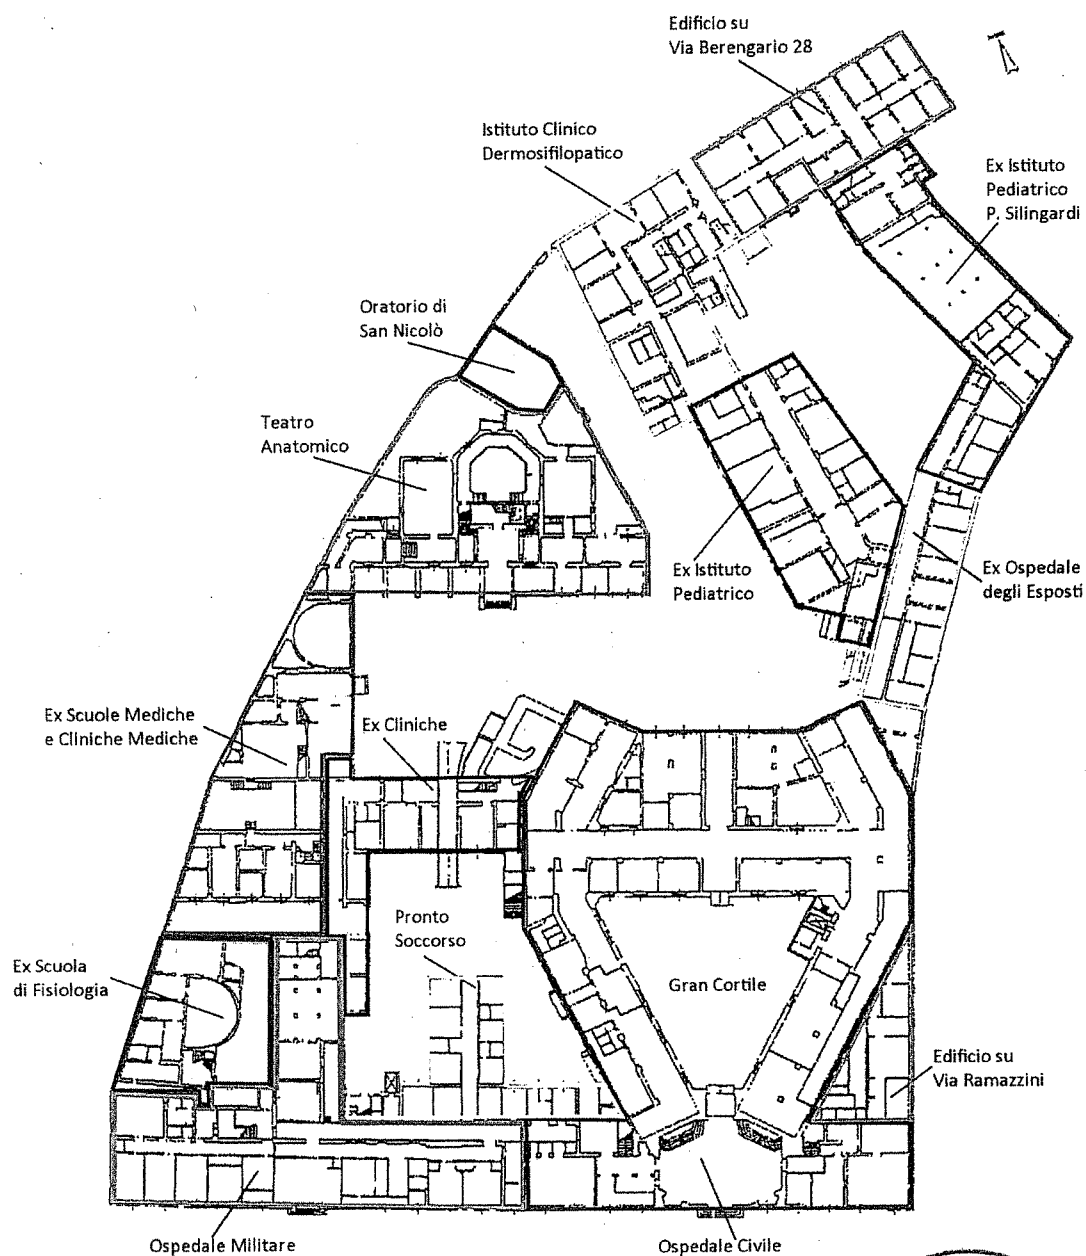 Edificio su
Via Berengario 28
Istituto Clinico
Dermosifilopatico
Ex Istituto
Pediatrico
P. Silingardi
Oratorio di
San Nicolò
Teatro
Anatomico
Ex Istituto
Pediatrico
Ex Ospedale
degli Esposti
Ex Scuole Mediche
e Cliniche Mediche
Ex Cliniche
Pronto
Soccorso
Gran Cortile
Ex Scuola
di Fisiologia
Edificio su
Via Ramazzini
Ospedale Militare
Ospedale Civile